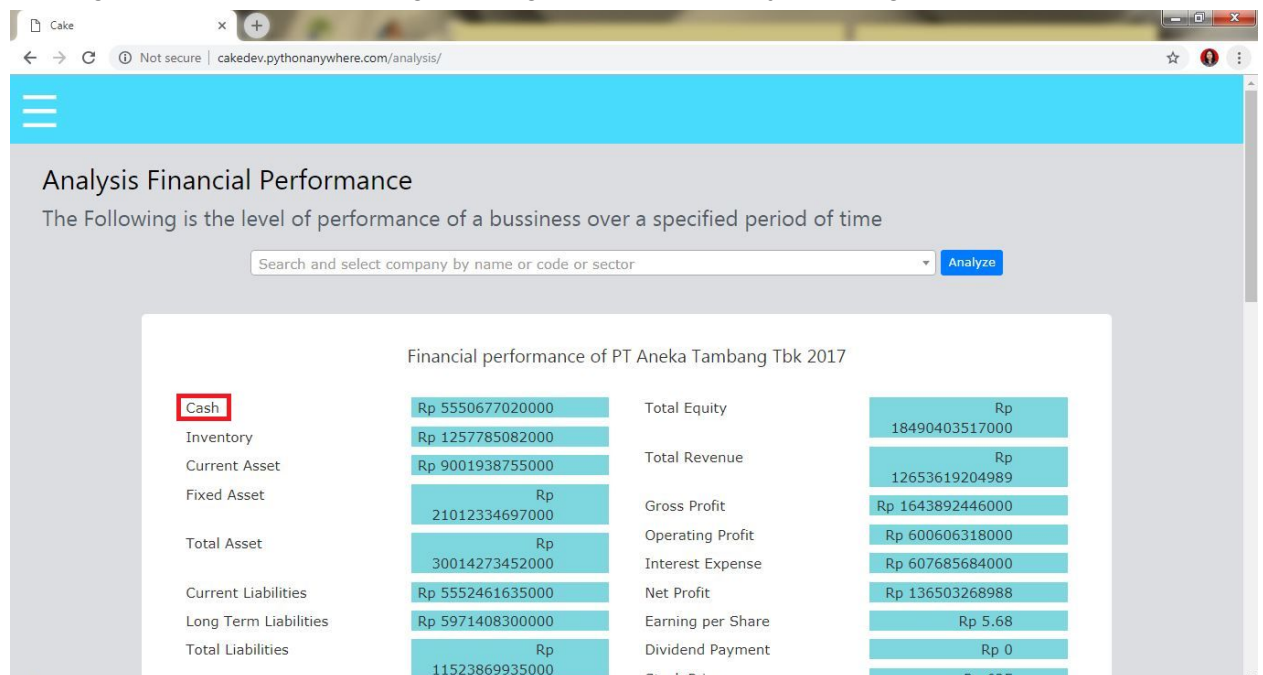 Cake
Not secure | cakedev.pythonanywhere.com/analysis/
Analysis Financial Performance
The Following is the level of performance of a bussiness over a specified period of time
Search and select company by name or code or sector
Analyze
Financial performance of PT Aneka Tambang Tbk 2017
Cash Rp 5550677020000
Inventory Rp 1257785082000
Current Asset Rp 9001938755000
Fixed Asset Rp
21012334697000
Total Asset Rp
30014273452000
Current Liabilities Rp 5552461635000
Long Term Liabilities Rp 5971408300000
Total Liabilities Rp
11523869935000
Total Equity Rp
18490403517000
Total Revenue Rp
12653619204989
Gross Profit Rp 1643892446000
Operating Profit Rp 600606318000
Interest Expense Rp 607685684000
Net Profit Rp 136503268988
Earning per Share Rp 5.68
Dividend Payment Rp 0